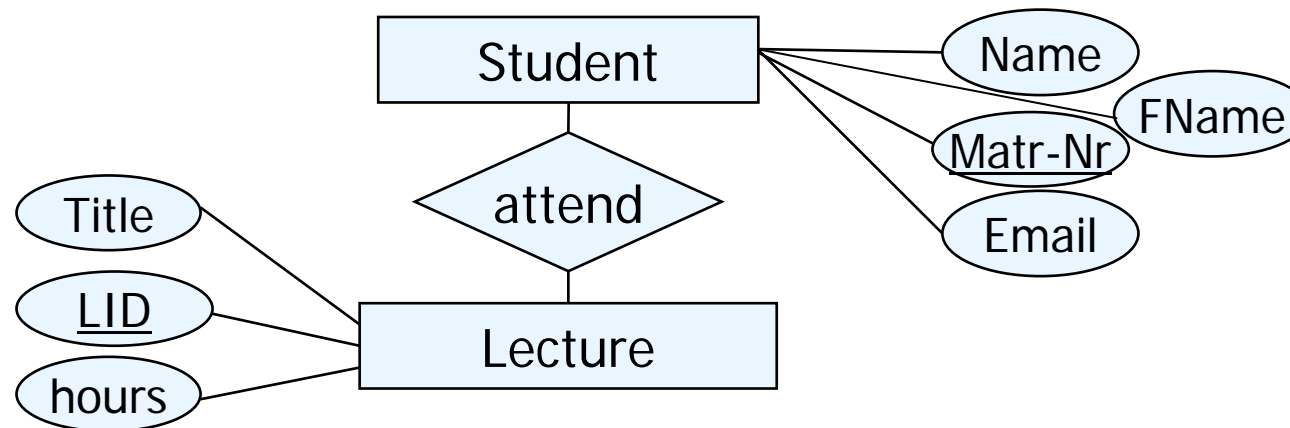 Student
Name
FName
Matr-Nr
attend
Title
Email
LID
Lecture
hours